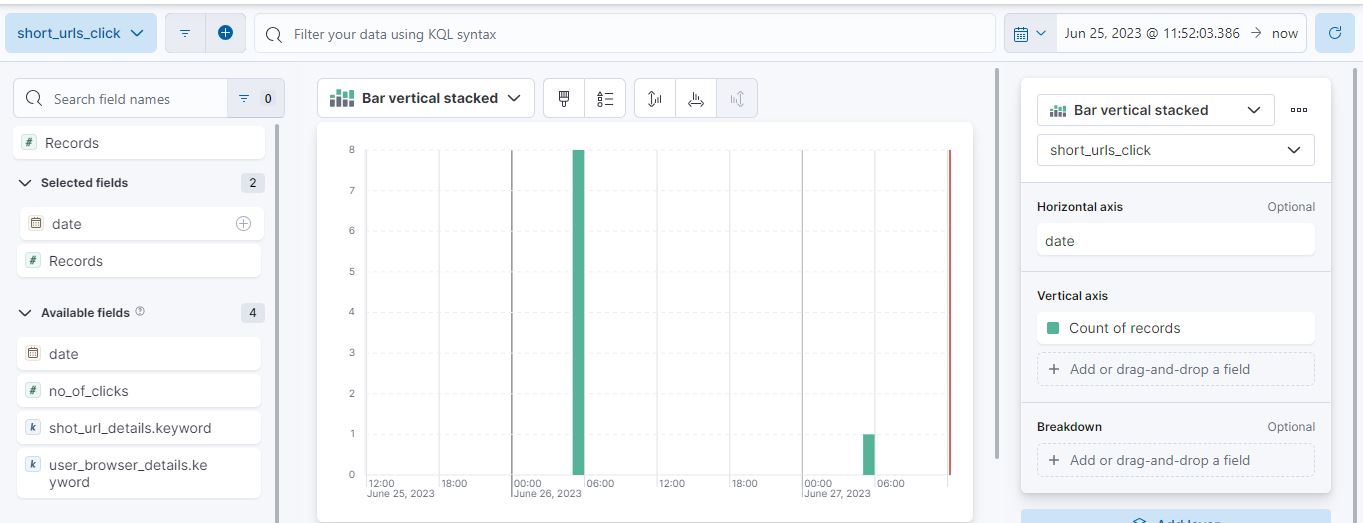 short_urls_click
Filter your data using KQL syntax
Jun 25, 2023 @ 11:52:03.386 → now
Search field names
0
Records
Selected fields
2
date
Records
Available fields
4
date
# no_of_clicks
k shot_url_details.keyword
k user_browser_details.ke
yword
Bar vertical stacked
8
7
6
5
4
3
2
1
0
12:00 18:00 00:00 06:00 12:00 18:00 00:00 06:00
June 25, 2023 June 26, 2023 June 27, 2023
Bar vertical stacked
short_urls_click
Horizontal axis Optional
date
Vertical axis
Count of records
+ Add or drag-and-drop a field
Breakdown Optional
+ Add or drag-and-drop a field
Add layer